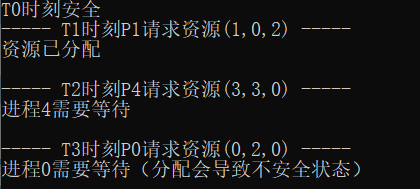 T0时刻安全
----- T1时刻P1请求资源(1,0,2) -----
资源已分配
----- T2时刻P4请求资源(3,3,0) -----
进程4需要等待
----- T3时刻P0请求资源(0,2,0) -----
进程0需要等待（分配会导致不安全状态）